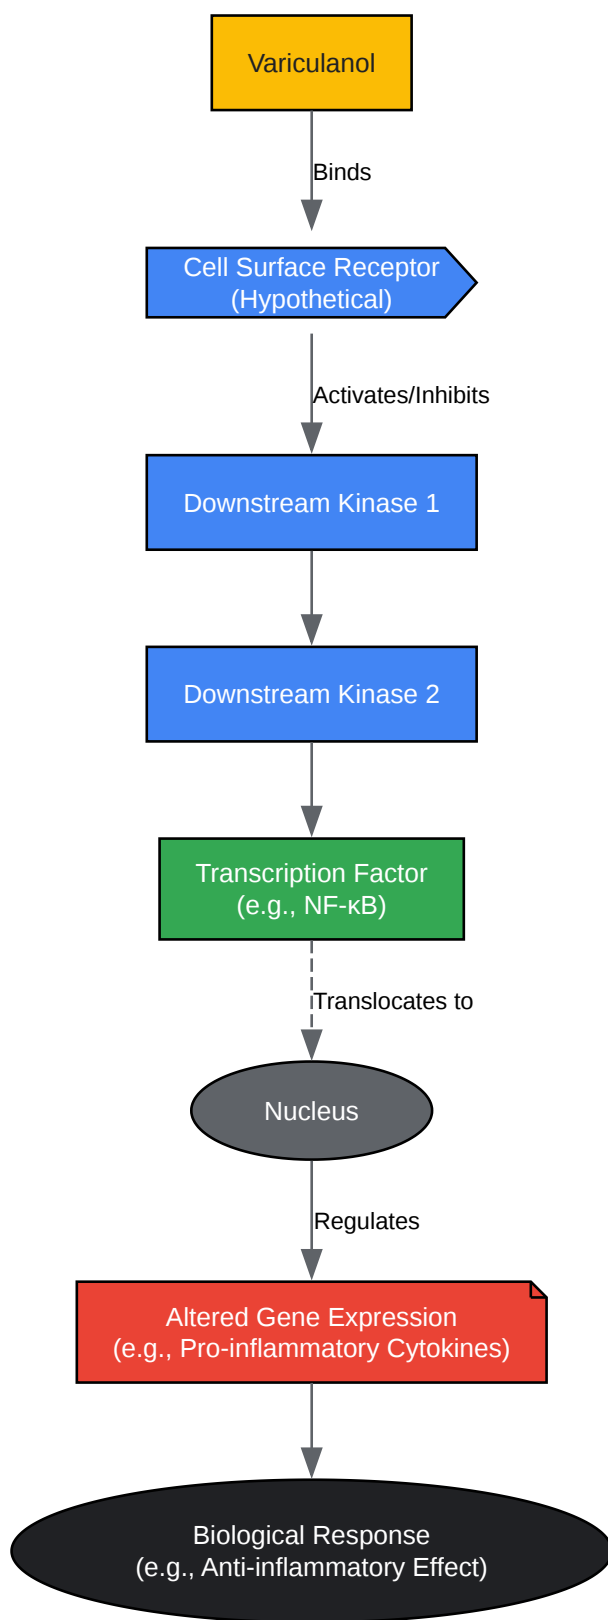 Variculanol
Binds
Cell Surface Receptor
(Hypothetical)
Activates/Inhibits
Downstream Kinase 1
Downstream Kinase 2
Transcription Factor
(e.g., NF-κB)
Translocates to
Nucleus
Regulates
Altered Gene Expression
(e.g., Pro-inflammatory Cytokines)
Biological Response
(e.g., Anti-inflammatory Effect)